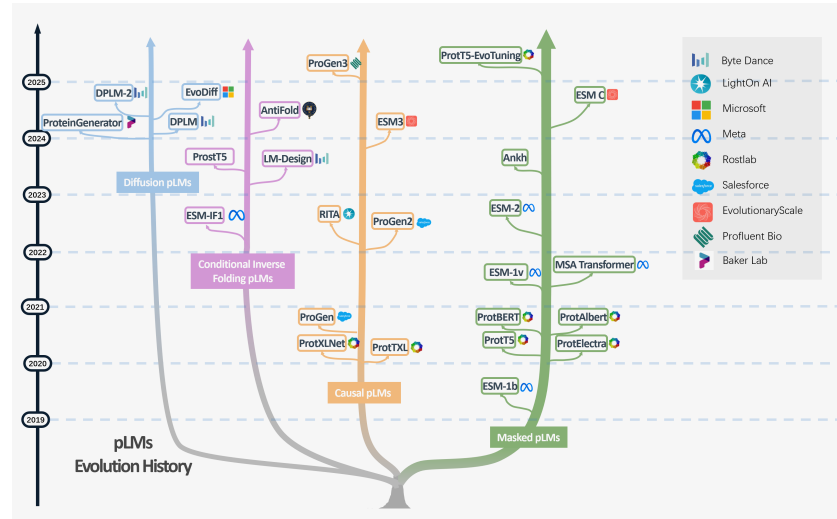 ProtT5-EvoTuning
ProGen3
Byte Dance
2025
LightOn AI
DPLM-2
EvoDiff
ESM C
AntiFold
Microsoft
ProteinGenerator
DPLM
ESM3
Meta
2024
ProstT5
LM-Design
Ankh
Rostlab
Diffusion pLMs
Salesforce
2023
ESM-IF1
RITA
ProGen2
ESM-2
EvolutionaryScale
Profluent Bio
2022
Conditional Inverse
Folding pLMs
ESM-1v
MSA Transformer
Baker Lab
2021
ProGen
ProtBERT
ProtAlbert
ProtXLNet
ProtTXL
ProtT5
ProtElectra
2020
Causal pLMs
ESM-1b
2019
Masked pLMs
pLMs
Evolution History